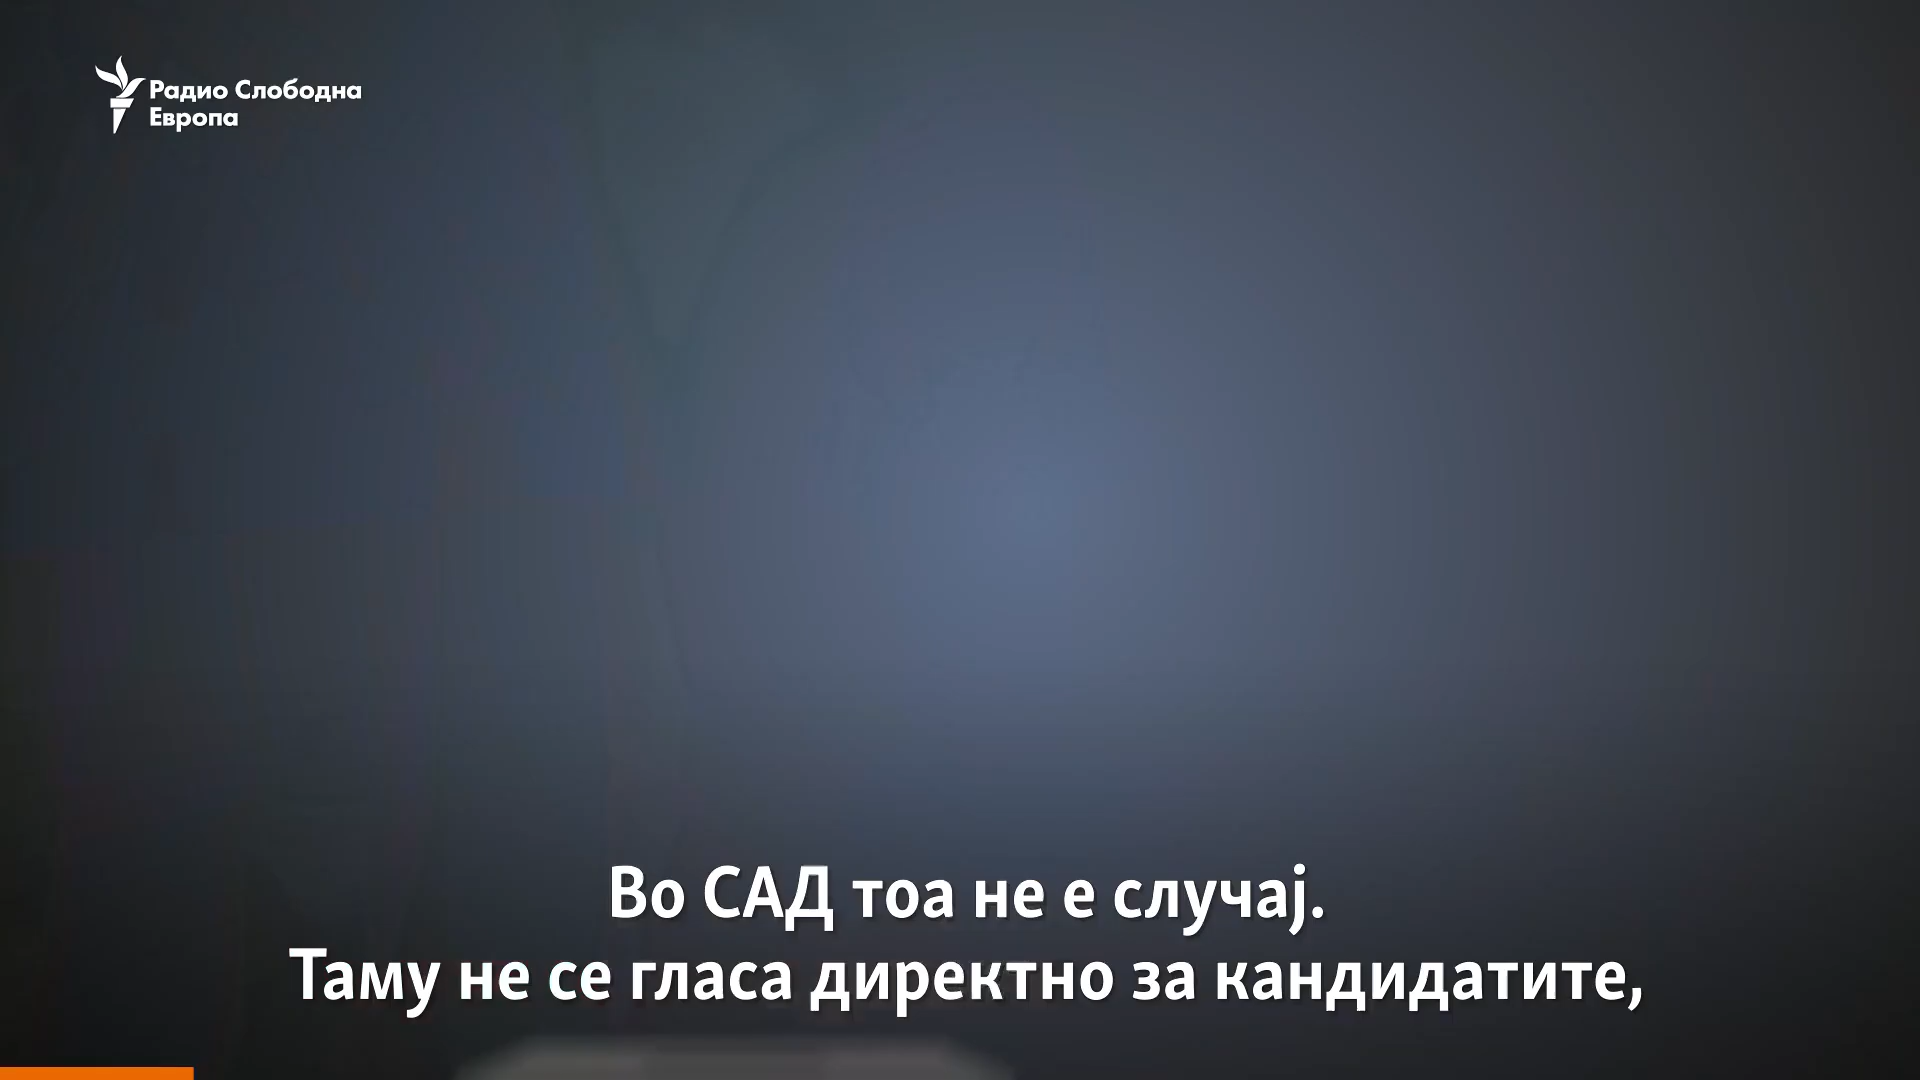 Радио Слободна
Европа
Во САД тоа не е случај.
Таму не се гласа директно за кандидатите,